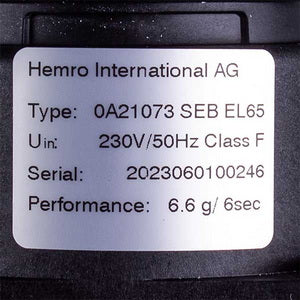 Hemro International AG
Type: 0A21073 SEB EL65
Uin: 230V/50Hz Class F
Serial: 2023060100246
Performance: 6.6 g/ 6sec